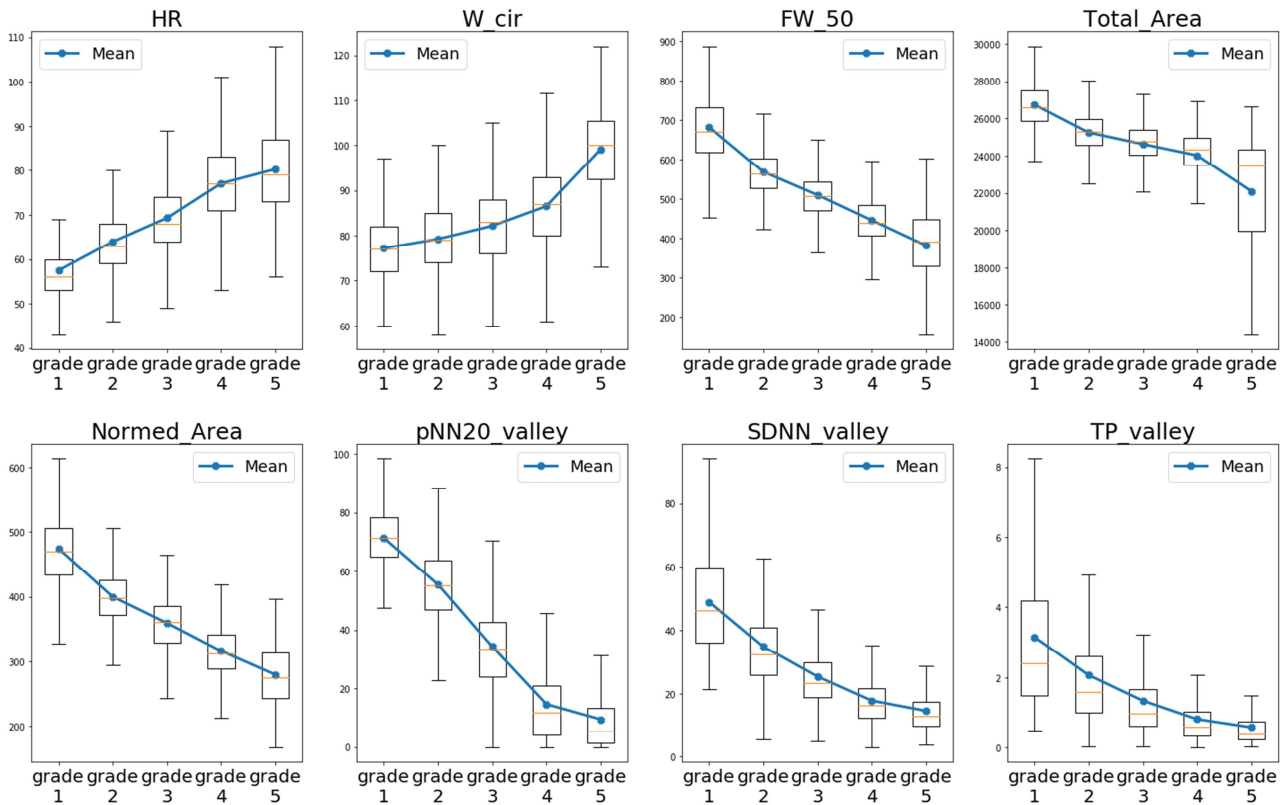 HR
Mean
110
100
90
80
70
60
50
40
grade 1
grade 2
grade 3
grade 4
grade 5
W_cir
Mean
120
110
100
90
80
70
60
grade 1
grade 2
grade 3
grade 4
grade 5
FW_50
Mean
900
800
700
600
500
400
300
200
grade 1
grade 2
grade 3
grade 4
grade 5
Total_Area
Mean
30000
28000
26000
24000
22000
20000
18000
16000
14000
grade 1
grade 2
grade 3
grade 4
grade 5
Normed_Area
Mean
600
500
400
300
200
grade 1
grade 2
grade 3
grade 4
grade 5
pNN20_valley
Mean
100
80
60
40
20
0
grade 1
grade 2
grade 3
grade 4
grade 5
SDNN_valley
Mean
80
60
40
20
0
grade 1
grade 2
grade 3
grade 4
grade 5
TP_valley
Mean
8
6
4
2
0
grade 1
grade 2
grade 3
grade 4
grade 5